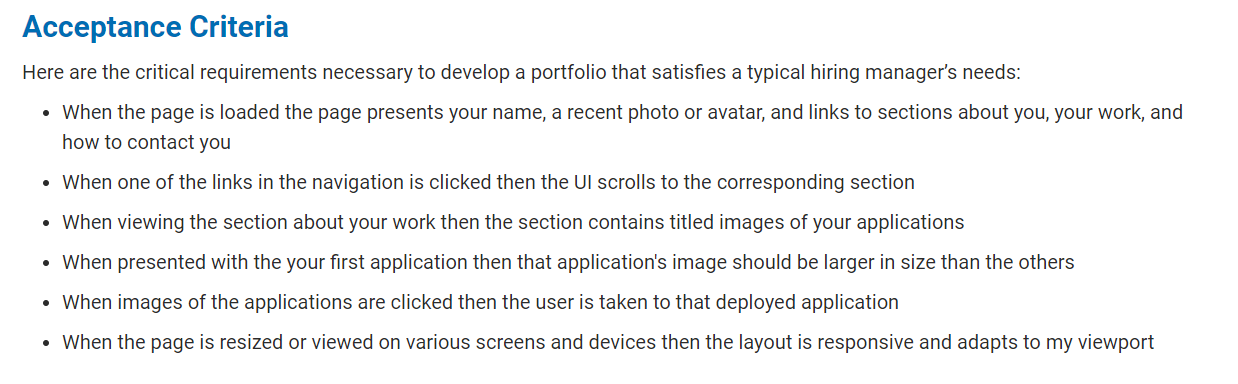 Acceptance Criteria
Here are the critical requirements necessary to develop a portfolio that satisfies a typical hiring manager’s needs:
• When the page is loaded the page presents your name, a recent photo or avatar, and links to sections about you, your work, and
how to contact you
• When one of the links in the navigation is clicked then the UI scrolls to the corresponding section
• When viewing the section about your work then the section contains titled images of your applications
• When presented with the your first application then that application's image should be larger in size than the others
• When images of the applications are clicked then the user is taken to that deployed application
• When the page is resized or viewed on various screens and devices then the layout is responsive and adapts to my viewport